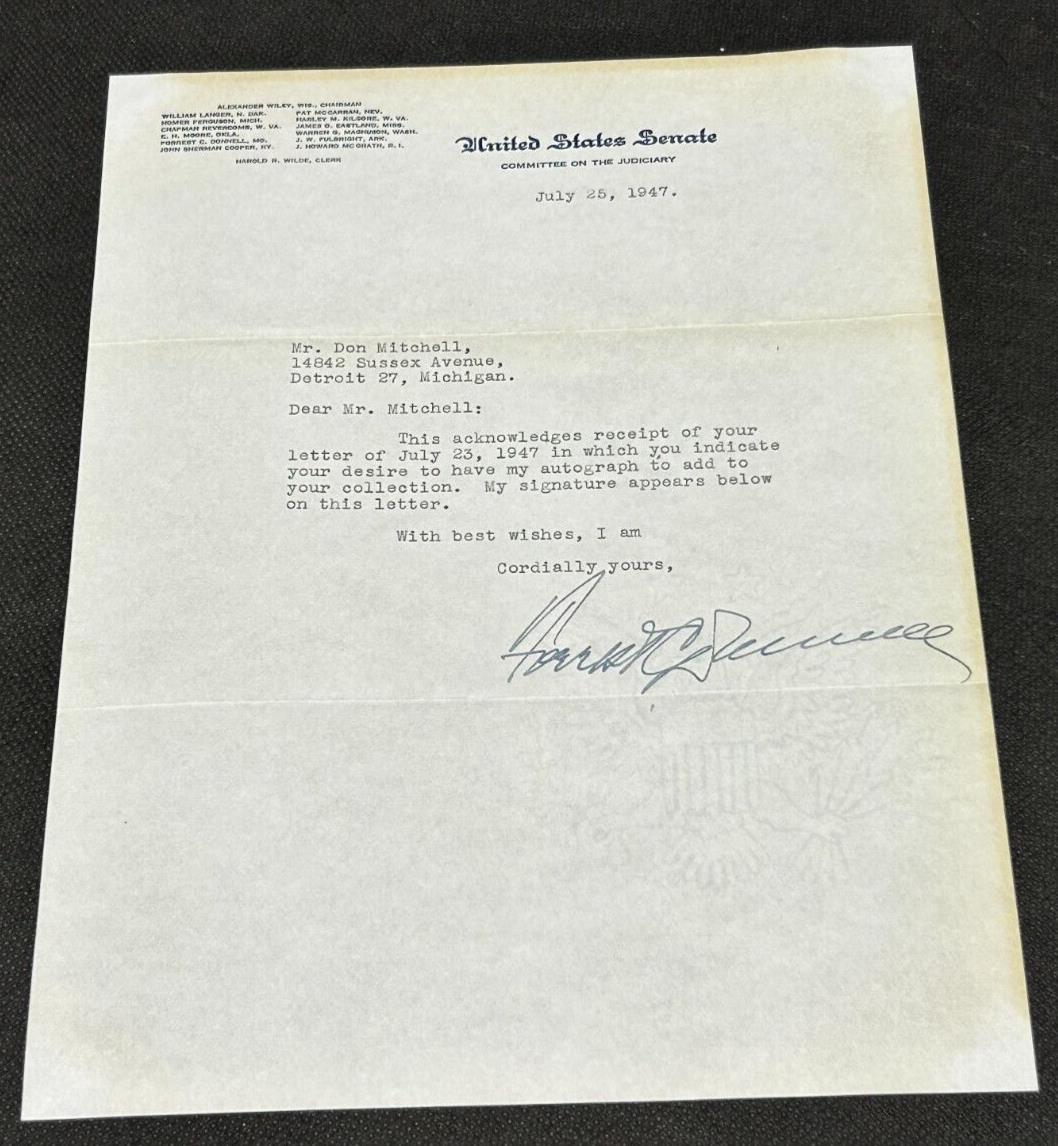 ALEXANDER WILEY, WIS., CHAIRMAN
WILLIAM LANGER, N. DAK. PAT MCCARRAN, NEV.
HOMER FERGUSON, MICH. HARLEY M. KILGORE, W. VA.
CHAPMAN REVERCOMB, W. VA. JAMES O. EASTLAND, MISS.
E. H. MOORE, OKLA. WARREN G. MAGNUSON, WASH.
FORREST C. DONNELL, MO. J. W. FULBRIGHT, ARK.
JOHN SHERMAN COOPER, KY. J. HOWARD MCGRATH, R. I.
HAROLD R. WILDE, CLERK
United States Senate
COMMITTEE ON THE JUDICIARY
July 25, 1947.
Mr. Don Mitchell,
14842 Sussex Avenue,
Detroit 27, Michigan.
Dear Mr. Mitchell:
This acknowledges receipt of your
letter of July 23, 1947 in which you indicate
your desire to have my autograph to add to
your collection. My signature appears below
on this letter.
With best wishes, I am
Cordially yours,
Forrest C. Donnell